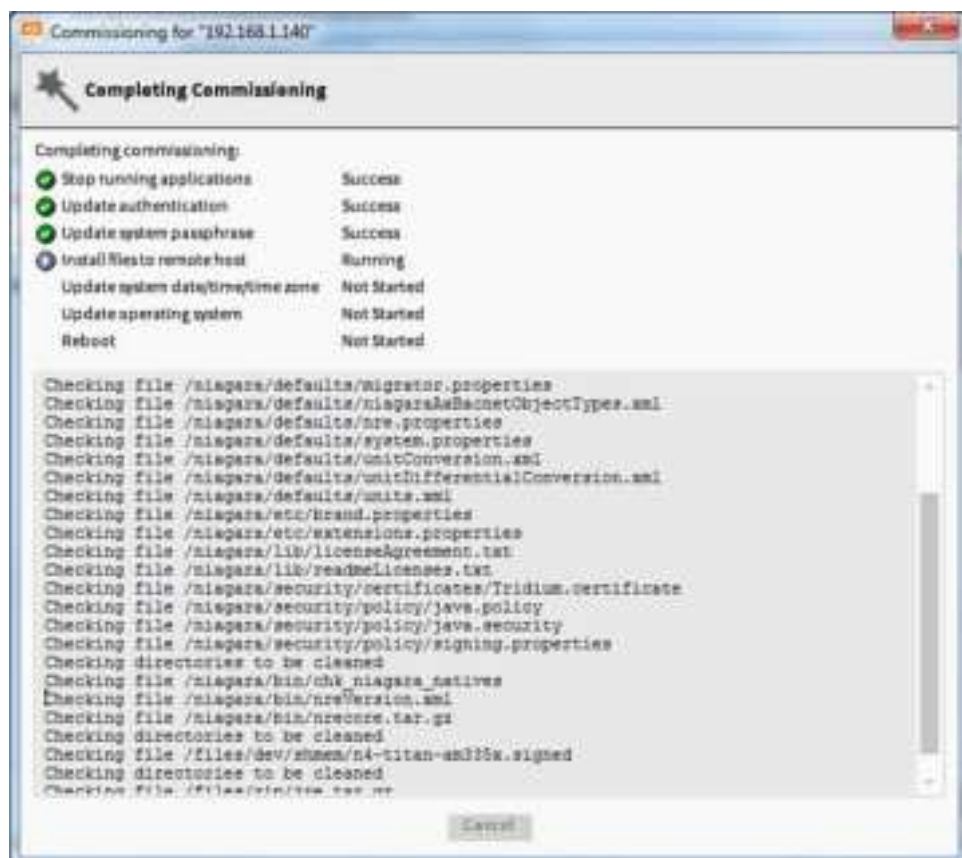 Commissioning for "192.168.1.140"
Completing Commissioning
Completing commissioning:
Stop running applications Success
Update authentication Success
Update system passphrase Success
Install files to remote host Running
Update system date/time/time zone Not Started
Update operating system Not Started
Reboot Not Started
Checking file /niagara/defaults/migrator.properties
Checking file /niagara/defaults/niagaraAsBacnetObjectTypes.xml
Checking file /niagara/defaults/nre.properties
Checking file /niagara/defaults/system.properties
Checking file /niagara/defaults/unitConversion.xml
Checking file /niagara/defaults/unitDifferentialConversion.xml
Checking file /niagara/defaults/units.xml
Checking file /niagara/etc/brand.properties
Checking file /niagara/etc/extensions.properties
Checking file /niagara/lib/licenseAgreement.txt
Checking file /niagara/lib/readmeLicenses.txt
Checking file /niagara/security/certificates/Tridium.certificate
Checking file /niagara/security/policy/java.policy
Checking file /niagara/security/policy/java.security
Checking file /niagara/security/policy/signing.properties
Checking directories to be cleaned
Checking file /niagara/bin/chk_niagara_natives
Checking file /niagara/bin/nreVersion.xml
Checking file /niagara/bin/nrecore.tar.gz
Checking directories to be cleaned
Checking file /files/dev/shmem/n4-titan-am335x.signed
Checking directories to be cleaned
Checking file
Cancel